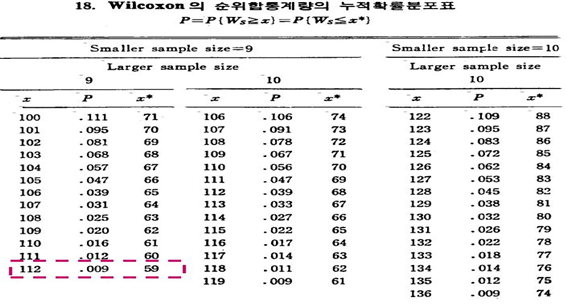 18. Wilcoxon의 순위합통계량의 누적확률분포표
P=P{W_S≧x}=P{W_S≦x*}
Smaller sample size=9 Smaller sample size=10
Larger sample size Larger sample size
9 10 10
x P x* x P x* x P x*
100 .111 71 106 .106 74 122 .109 88
101 .095 70 107 .091 73 123 .095 87
102 .081 69 108 .078 72 124 .083 86
103 .068 68 109 .067 71 125 .072 85
104 .057 67 110 .056 70 126 .062 84
105 .047 66 111 .047 69 127 .053 83
106 .039 65 112 .039 68 128 .045 82
107 .031 64 113 .033 67 129 .038 81
108 .025 63 114 .027 66 130 .032 80
109 .020 62 115 .022 65 131 .026 79
110 .016 61 116 .017 64 132 .022 78
111 .012 60 117 .014 63 133 .018 77
112 .009 59 118 .011 62 134 .014 76
119 .009 61 135 .012 75
136 .009 74